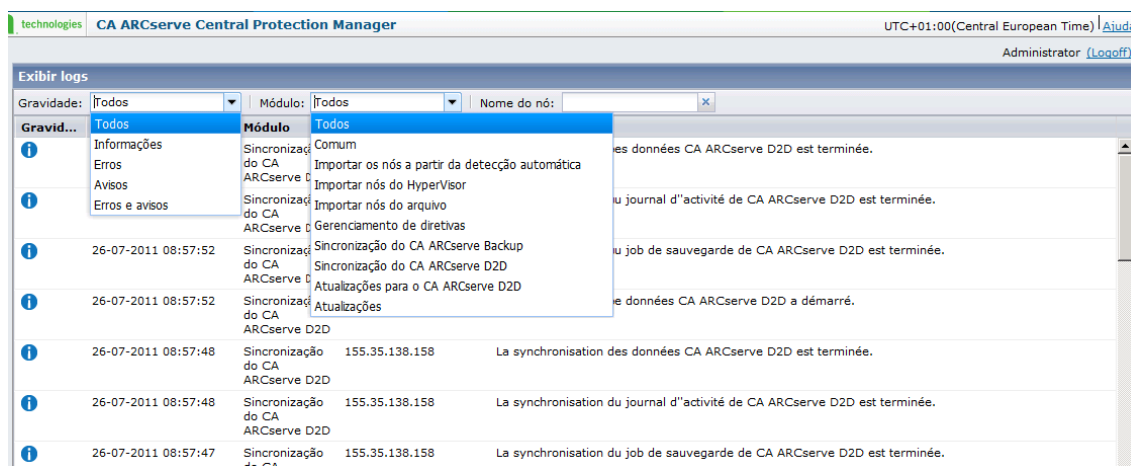 technologies CA ARCserve Central Protection Manager UTC+01:00(Central European Time) Ajuda
Administrator (Logoff)
Exibir logs
Gravidade: Todos Módulo: Todos Nome do nó:
Gravid... Módulo
Todos
Informações
Erros
Avisos
Erros e avisos
Todos
Comum
Importar os nós a partir da detecção automática
Importar nós do HyperVisor
Importar nós do arquivo
Gerenciamento de diretivas
Sincronização do CA ARCserve Backup
Sincronização do CA ARCserve D2D
Atualizações para o CA ARCserve D2D
Atualizações
données CA ARCserve D2D est terminée.
do CA
ARCserve
journal d''activité de CA ARCserve D2D est terminée.
do CA
ARCserve
26-07-2011 08:57:52 job de sauvegarde de CA ARCserve D2D est terminée.
do CA
ARCserve
26-07-2011 08:57:52 données CA ARCserve D2D a démarré.
do CA
ARCserve D2D
26-07-2011 08:57:48 Sincronização 155.35.138.158 La synchronisation des données CA ARCserve D2D est terminée.
do CA
ARCserve D2D
26-07-2011 08:57:48 Sincronização 155.35.138.158 La synchronisation du journal d''activité de CA ARCserve D2D est terminée.
do CA
ARCserve D2D
26-07-2011 08:57:47 Sincronização 155.35.138.158 La synchronisation du job de sauvegarde de CA ARCserve D2D est terminée.
do CA